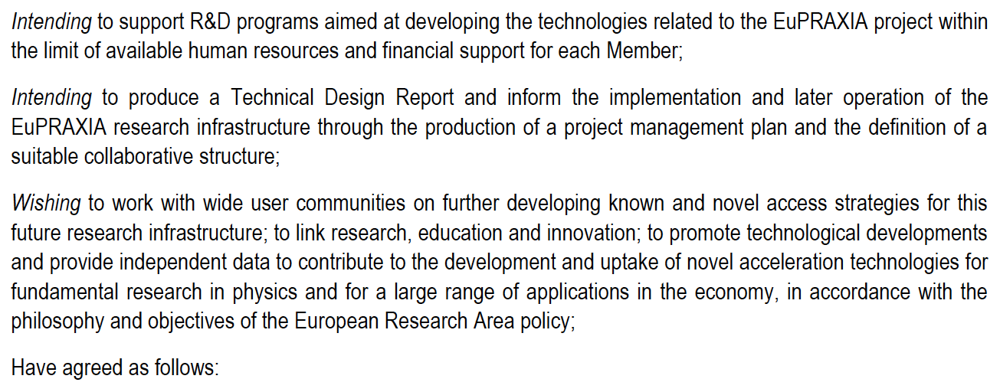 Intending to support R&D programs aimed at developing the technologies related to the EuPRAXIA project within
the limit of available human resources and financial support for each Member;
Intending to produce a Technical Design Report and inform the implementation and later operation of the
EuPRAXIA research infrastructure through the production of a project management plan and the definition of a
suitable collaborative structure;
Wishing to work with wide user communities on further developing known and novel access strategies for this
future research infrastructure; to link research, education and innovation; to promote technological developments
and provide independent data to contribute to the development and uptake of novel acceleration technologies for
fundamental research in physics and for a large range of applications in the economy, in accordance with the
philosophy and objectives of the European Research Area policy;
Have agreed as follows: